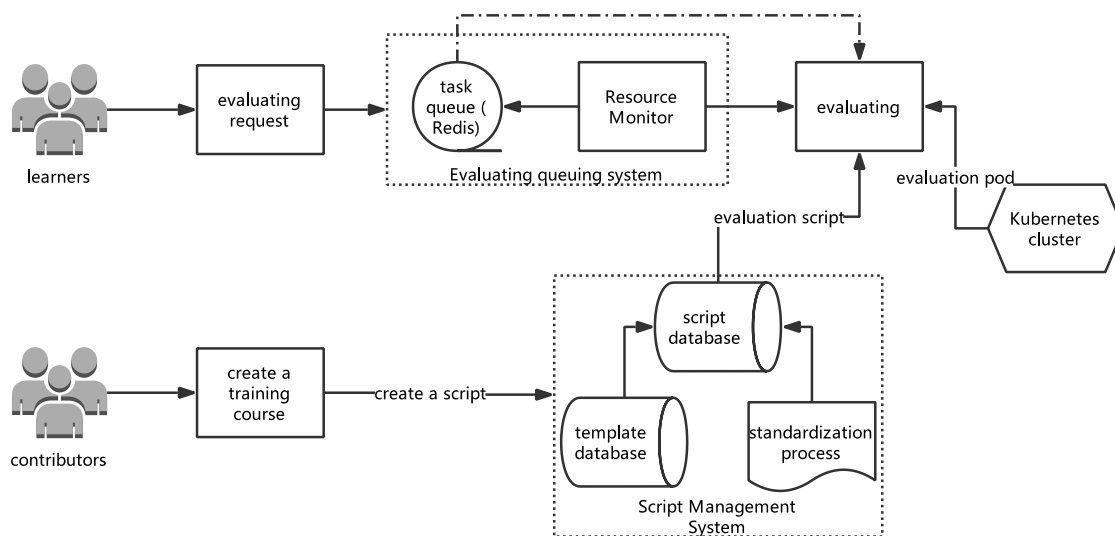 learners
evaluating
request
task
queue (
Redis)
Resource
Monitor
Evaluating queuing system
evaluating
evaluation pod
Kubernetes
cluster
evaluation script
contributors
create a
training
course
create a script
script
database
template
database
standardization
process
Script Management
System